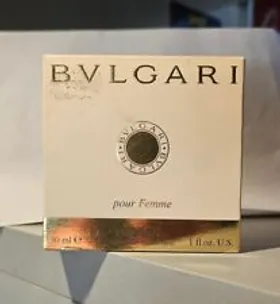 BVLGARI
BVLGARI · BVLGARI ·
pour Femme
30 ml e 1 fl.oz. U.S.